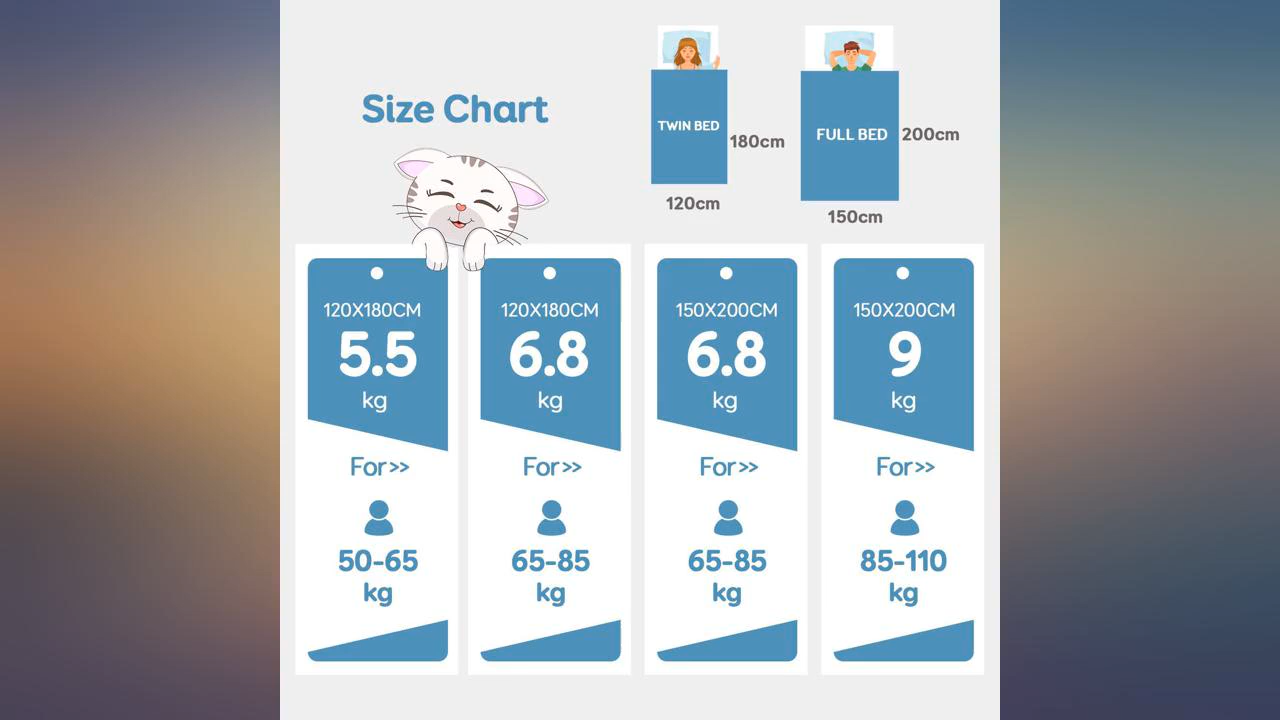 Size Chart
TWIN BED
180cm
120cm
FULL BED
200cm
150cm
120X180CM
5.5
kg
For>>
50-65
kg
120X180CM
6.8
kg
For>>
65-85
kg
150X200CM
6.8
kg
For>>
65-85
kg
150X200CM
9
kg
For>>
85-110
kg